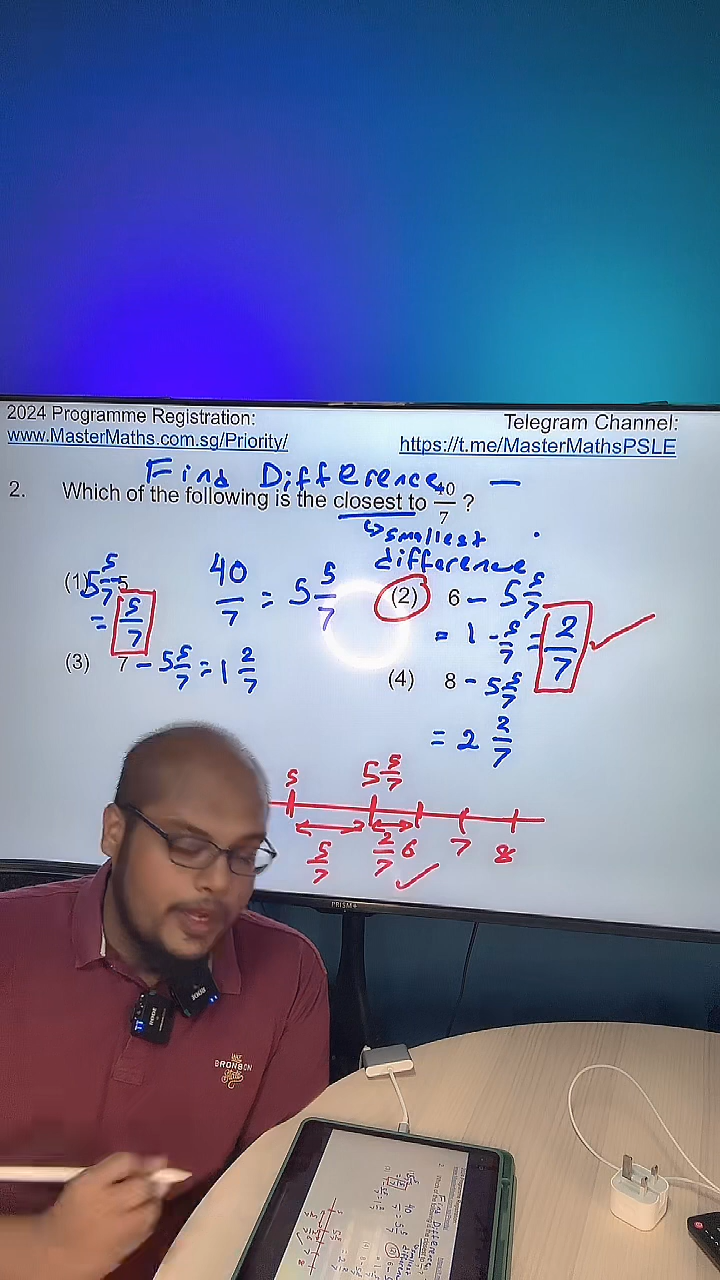 2024 Programme Registration:
www.MasterMaths.com.sg/Priority/
Telegram Channel:
https://t.me/MasterMathsPSLE
Find Difference —
2. Which of the following is the closest to 40/7 ?
↳ smallest
difference
(1) 5 5/7 - 5
= 5/7
40/7 = 5 5/7
(2) 6 - 5 5/7
= 1 - 5/7 = 2/7 ✓
(3) 7 - 5 5/7 = 1 2/7
(4) 8 - 5 5/7
= 2 2/7
5 5 5/7
5/7 2/7 6 7 8
✓
PRISM+
BRONSON
RØDE